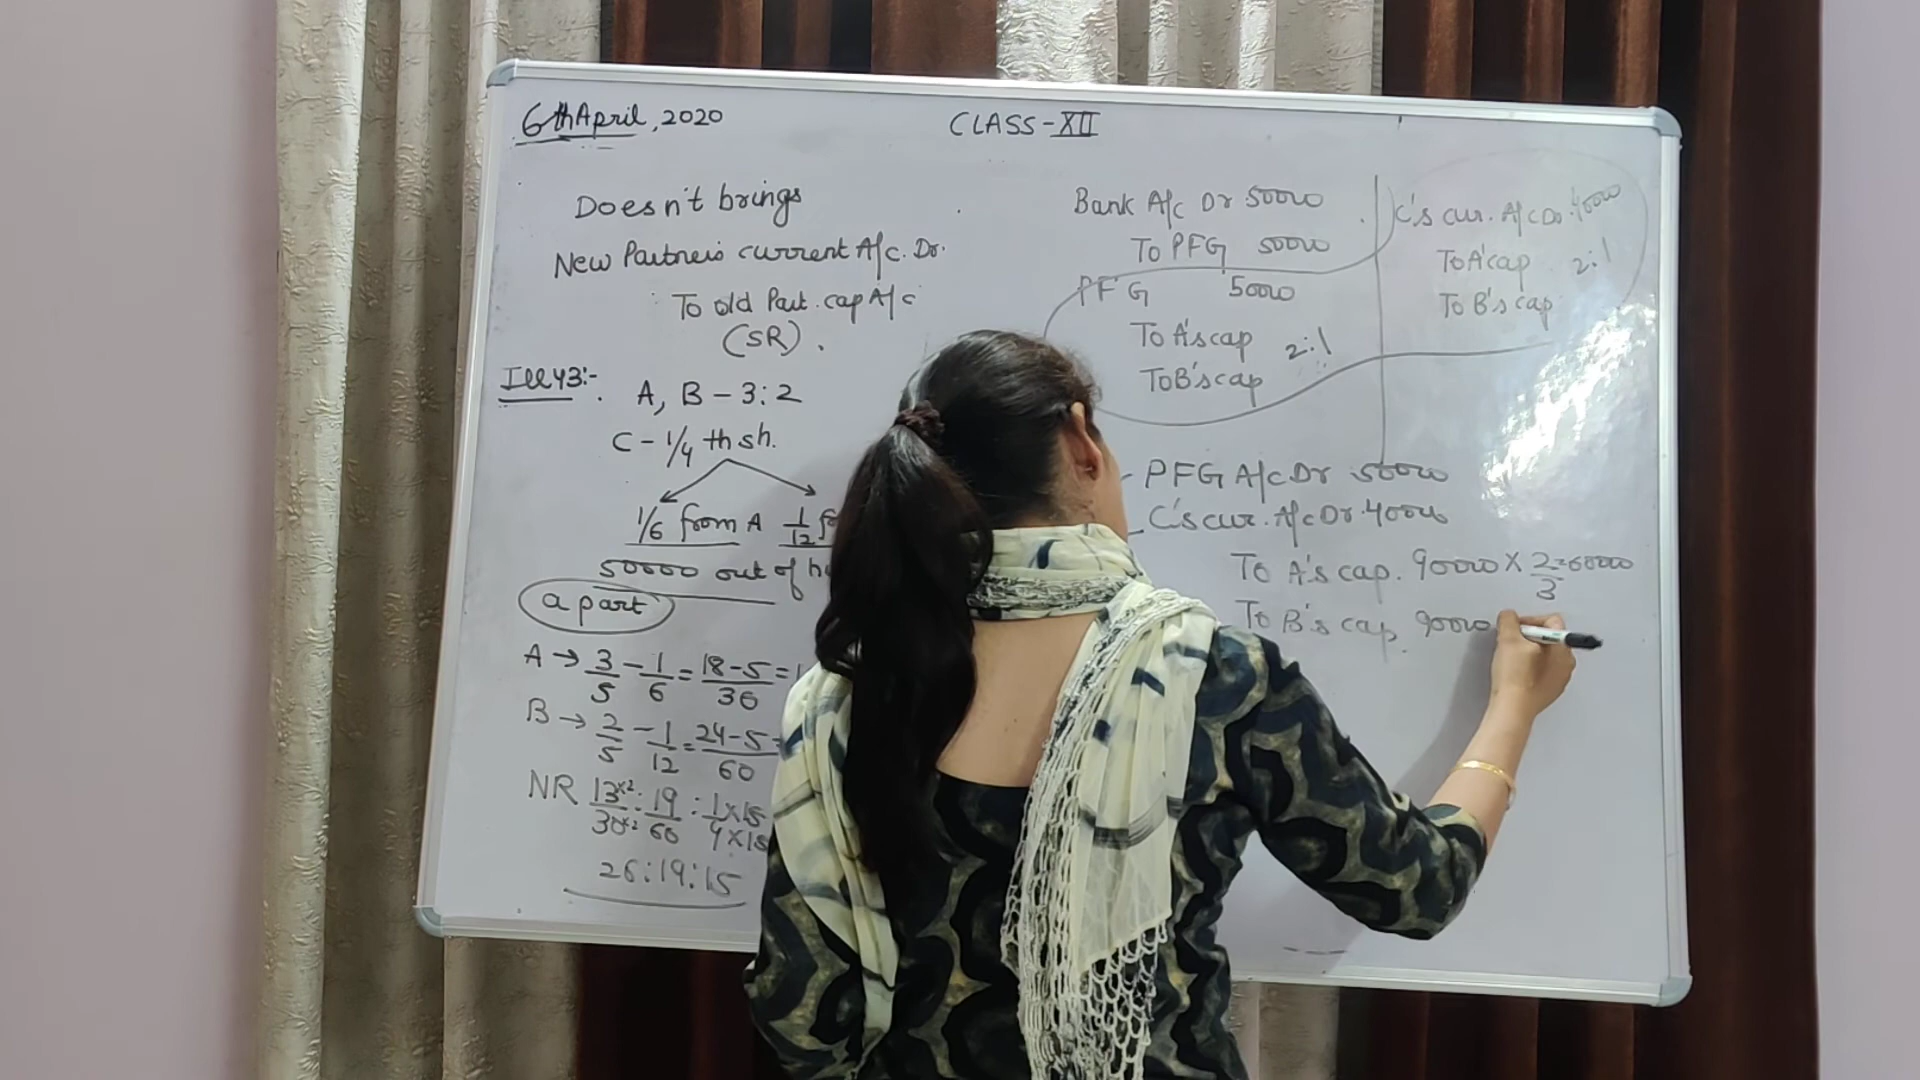 6th April, 2020
CLASS-XII
Doesn't brings
New Partner's current A/c. Dr.
To old Part. cap A/c
(SR).
Ill 43:-
A, B - 3:2
C - 1/4 th sh.
1/6 from A 1/12
50000 out of
a part
A → 3/5 - 1/6 = 18-5/30 =
B → 2/5 - 1/12 = 24-5/60
NR 13×2/30×2 : 19/60 : 1×15/4×15
26:19:15
Bank A/c Dr 50000
To PFG 50000
PFG 50000
To A's cap 2:1
To B's cap
C's cur. A/c Dr 40000
To A'cap 2:1
To B's cap
PFG A/c Dr 50000
C's cur. A/c Dr. 40000
To A's cap. 90000 × 2/3 = 60000
To B's cap. 90000